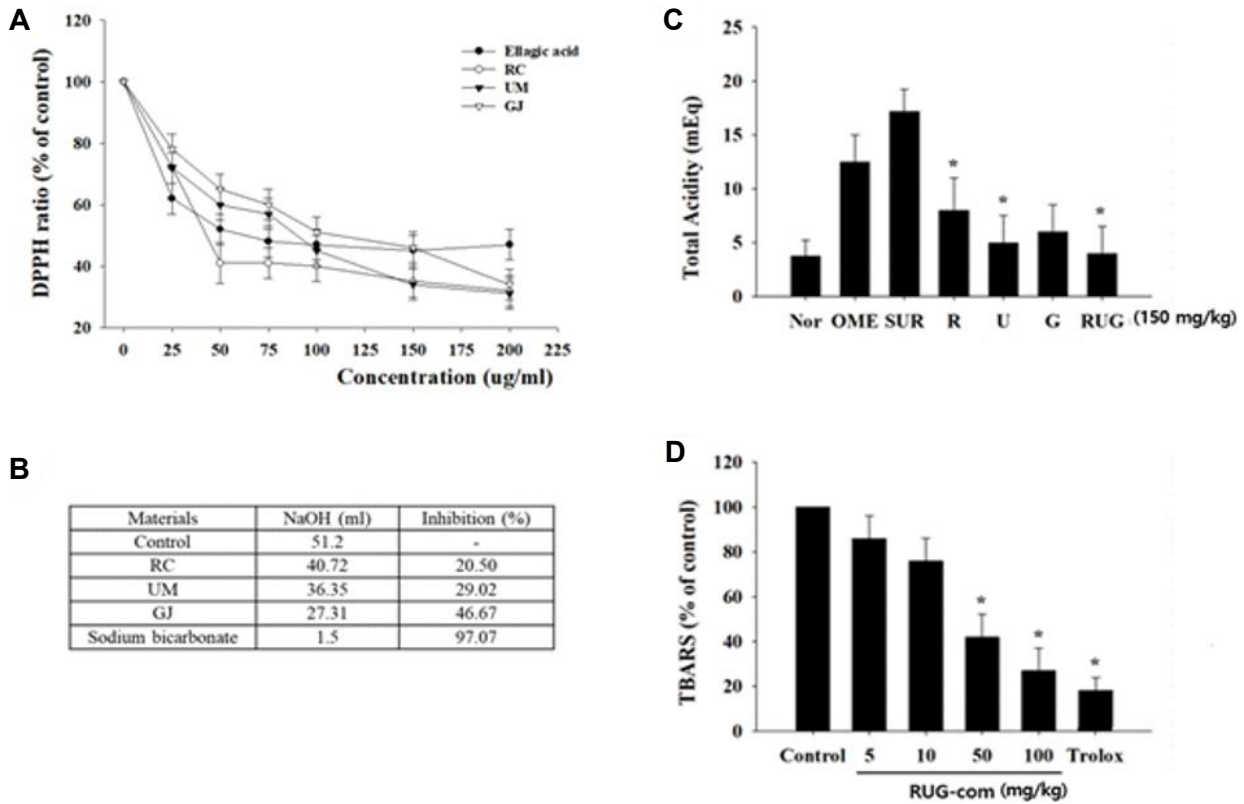 A
120
100
80
60
40
20
DPPH ratio (% of control)
Ellagic acid
RC
UM
GJ
0 25 50 75 100 125 150 175 200 225
Concentration (ug/ml)
B
Materials NaOH (ml) Inhibition (%)
Control 51.2 -
RC 40.72 20.50
UM 36.35 29.02
GJ 27.31 46.67
Sodium bicarbonate 1.5 97.07
C
25
20
15
10
5
0
Total Acidity (mEq)
* * *
Nor OME SUR R U G RUG (150 mg/kg)
D
120
100
80
60
40
20
0
TBARS (% of control)
* * *
Control 5 10 50 100 Trolox
RUG-com (mg/kg)